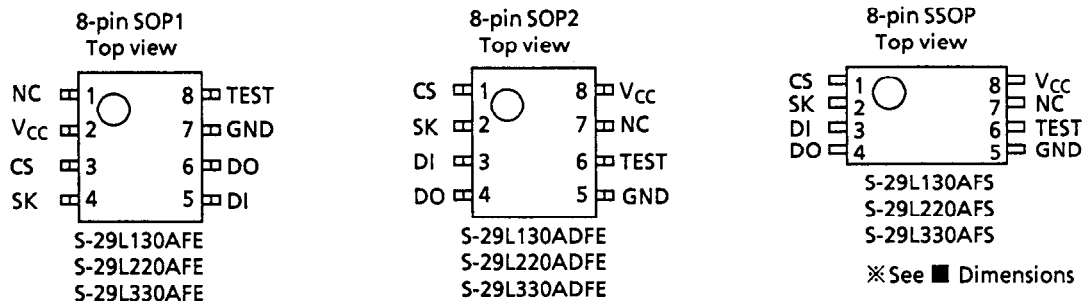 8-pin SOP1
Top view
NC 1 8 TEST
VCC 2 7 GND
CS 3 6 DO
SK 4 5 DI
S-29L130AFE
S-29L220AFE
S-29L330AFE
8-pin SOP2
Top view
CS 1 8 VCC
SK 2 7 NC
DI 3 6 TEST
DO 4 5 GND
S-29L130ADFE
S-29L220ADFE
S-29L330ADFE
8-pin SSOP
Top view
CS 1 8 VCC
SK 2 7 NC
DI 3 6 TEST
DO 4 5 GND
S-29L130AFS
S-29L220AFS
S-29L330AFS
※See ■ Dimensions